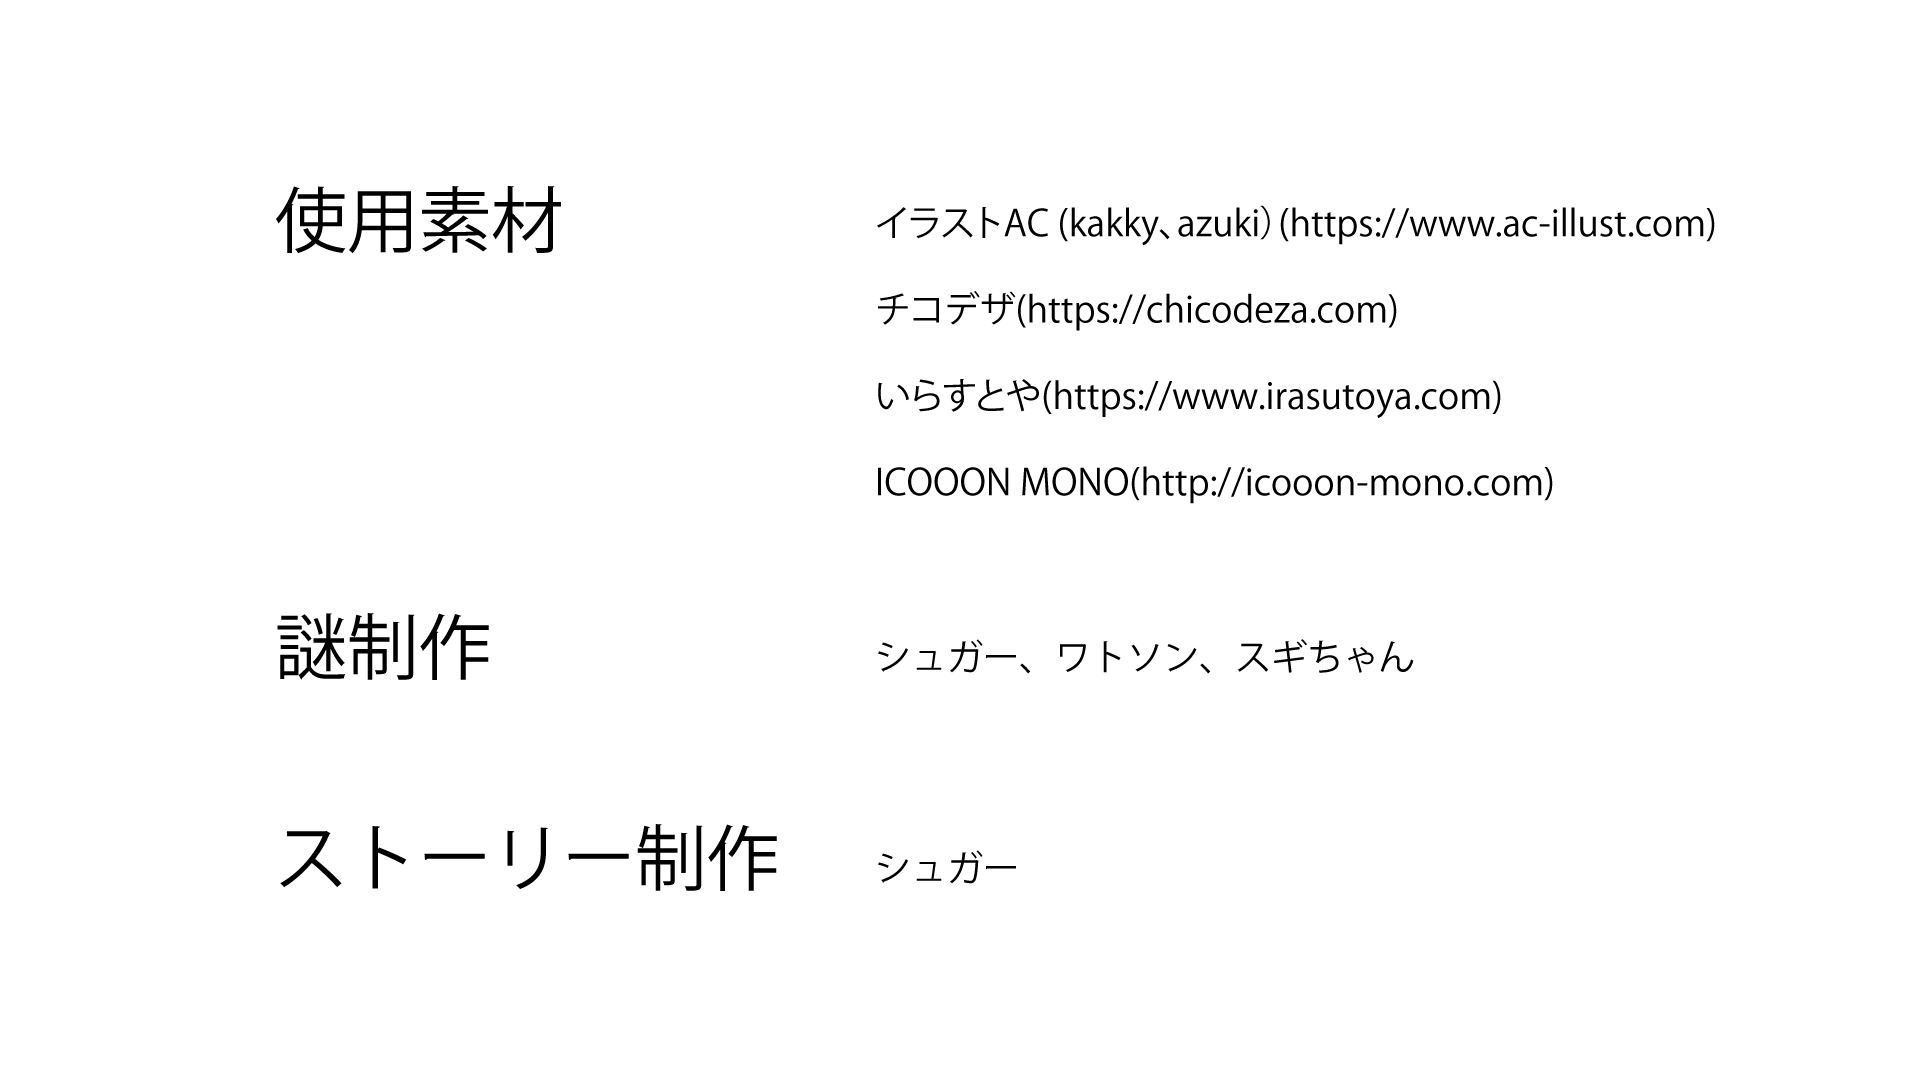 使用素材
イラストAC (kakky、azuki）(https://www.ac-illust.com)
チコデザ(https://chicodeza.com)
いらすとや(https://www.irasutoya.com)
ICOOON MONO(http://icooon-mono.com)
謎制作
シュガー、ワトソン、スギちゃん
ストーリー制作
シュガー